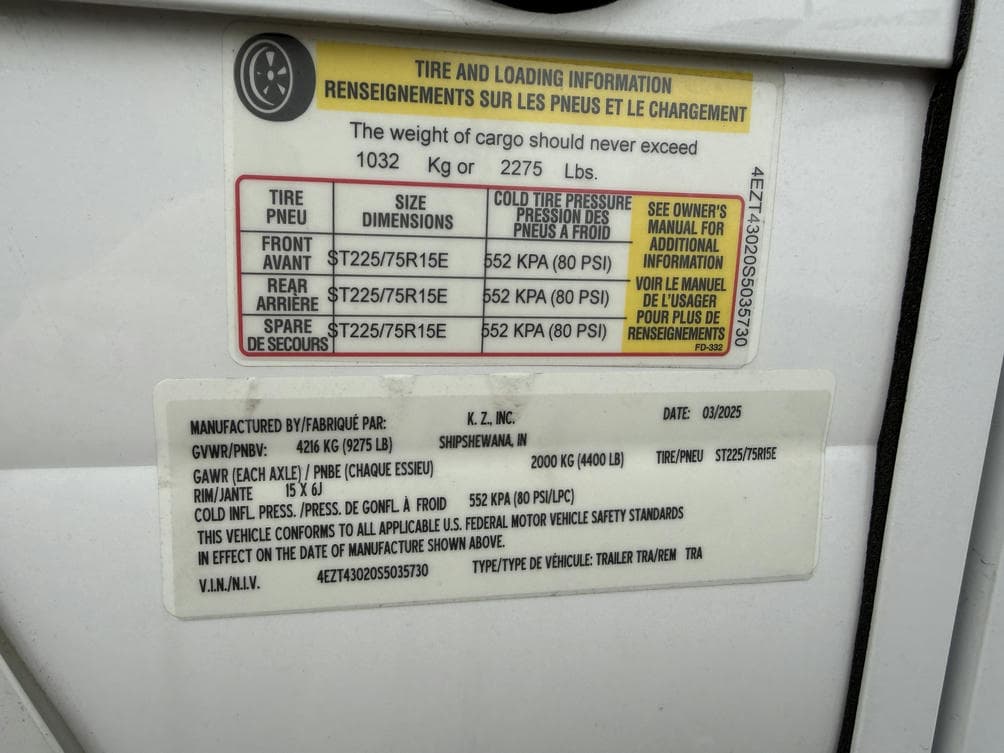 TIRE AND LOADING INFORMATION
RENSEIGNEMENTS SUR LES PNEUS ET LE CHARGEMENT
The weight of cargo should never exceed
1032 Kg or 2275 Lbs.
TIRE PNEU SIZE DIMENSIONS COLD TIRE PRESSURE PRESSION DES PNEUS A FROID
FRONT AVANT ST225/75R15E 552 KPA (80 PSI)
REAR ARRIÈRE ST225/75R15E 552 KPA (80 PSI)
SPARE DE SECOURS ST225/75R15E 552 KPA (80 PSI)
SEE OWNER'S
MANUAL FOR
ADDITIONAL
INFORMATION
VOIR LE MANUEL
DE L'USAGER
POUR PLUS DE
RENSEIGNEMENTS
FD-332
4EZT43020S5035730
MANUFACTURED BY/FABRIQUÉ PAR: K. Z., INC. DATE: 03/2025
GVWR/PNBV: 4216 KG (9275 LB) SHIPSHEWANA, IN
GAWR (EACH AXLE) / PNBE (CHAQUE ESSIEU) 2000 KG (4400 LB) TIRE/PNEU ST225/75R15E
RIM/JANTE 15 X 6J
COLD INFL. PRESS. /PRESS. DE GONFL. À FROID 552 KPA (80 PSI/LPC)
THIS VEHICLE CONFORMS TO ALL APPLICABLE U.S. FEDERAL MOTOR VEHICLE SAFETY STANDARDS
IN EFFECT ON THE DATE OF MANUFACTURE SHOWN ABOVE.
V.I.N./N.I.V. 4EZT43020S5035730 TYPE/TYPE DE VÉHICULE: TRAILER TRA/REM TRA